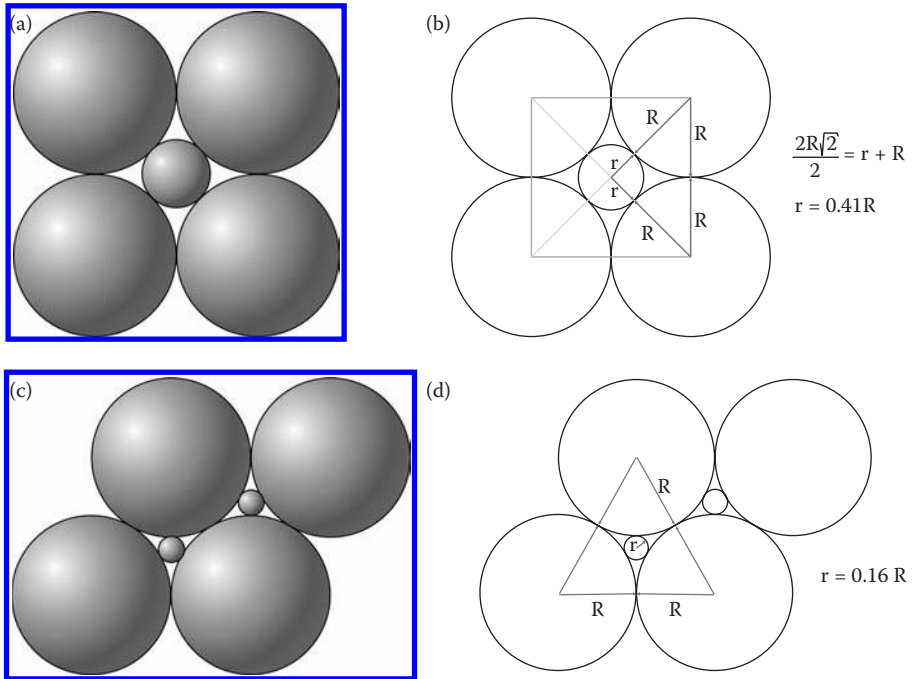 (a)
(b)
R
R
r
r
R
R
2R√2
2
= r + R
r = 0.41R
(c)
(d)
R
r
R
R
r = 0.16 R